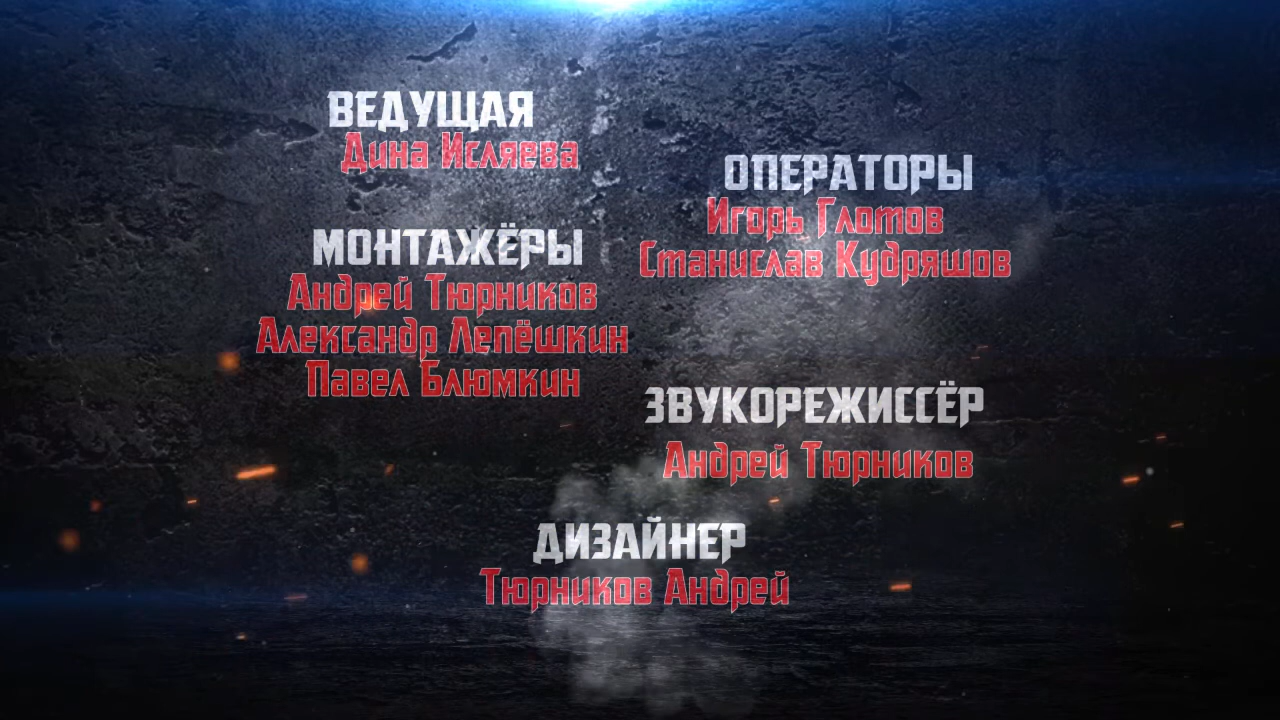 ВЕДУЩАЯ
Дина Исляева
МОНТАЖЁРЫ
Андрей Тюрников
Александр Лепёшкин
Павел Блюмкин
ОПЕРАТОРЫ
Игорь Глотов
Станислав Кудряшов
ЗВУКОРЕЖИССЁР
Андрей Тюрников
ДИЗАЙНЕР
Тюрников Андрей